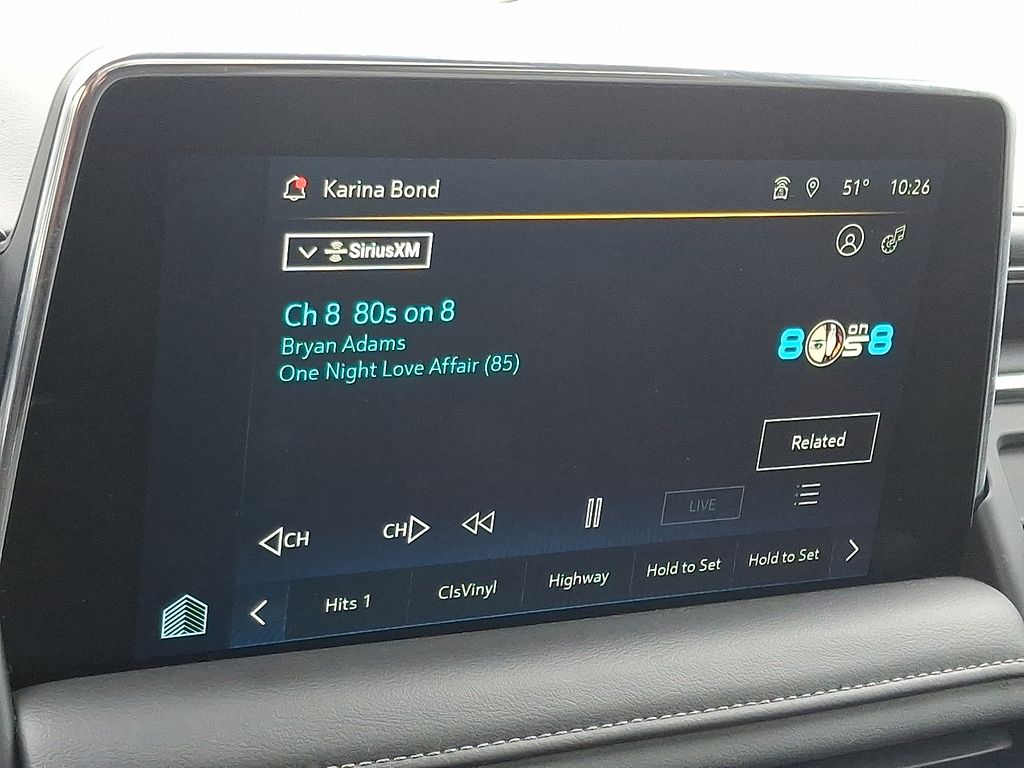 Karina Bond
51° 10:26
SiriusXM
Ch 8 80s on 8
Bryan Adams
One Night Love Affair (85)
80s on 8
Related
CH CH LIVE
Hits 1 ClsVinyl Highway Hold to Set Hold to Set